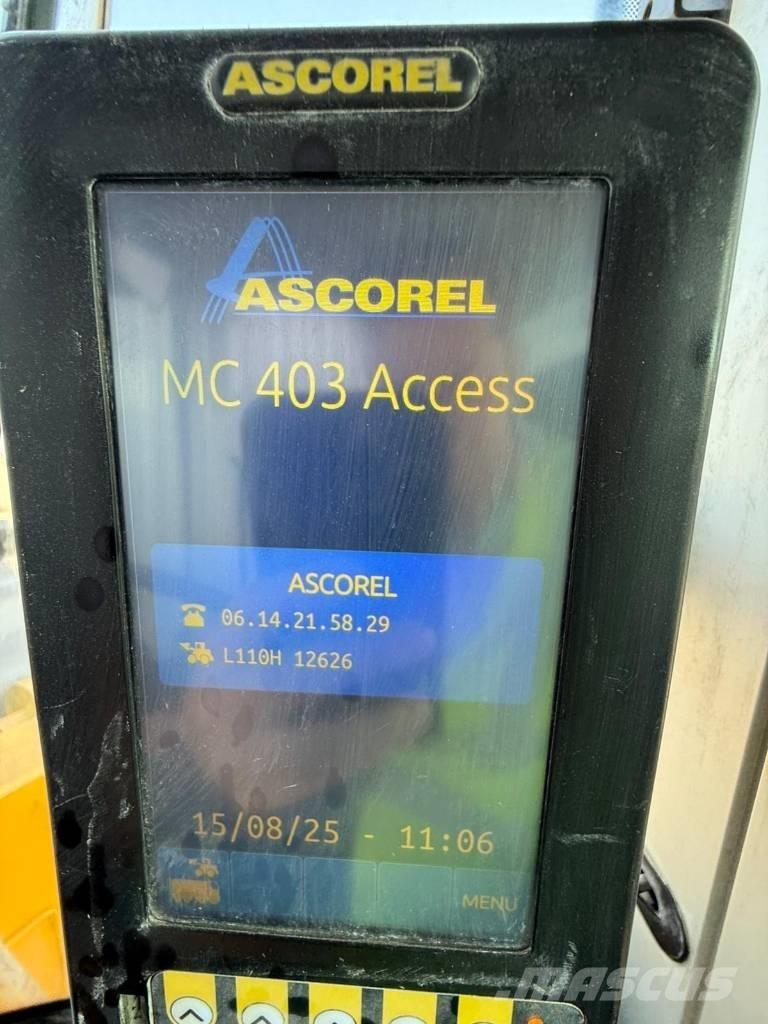 ASCOREL
ASCOREL
MC 403 Access
ASCOREL
06.14.21.58.29
L110H 12626
15/08/25 - 11:06
MENU
MASCUS